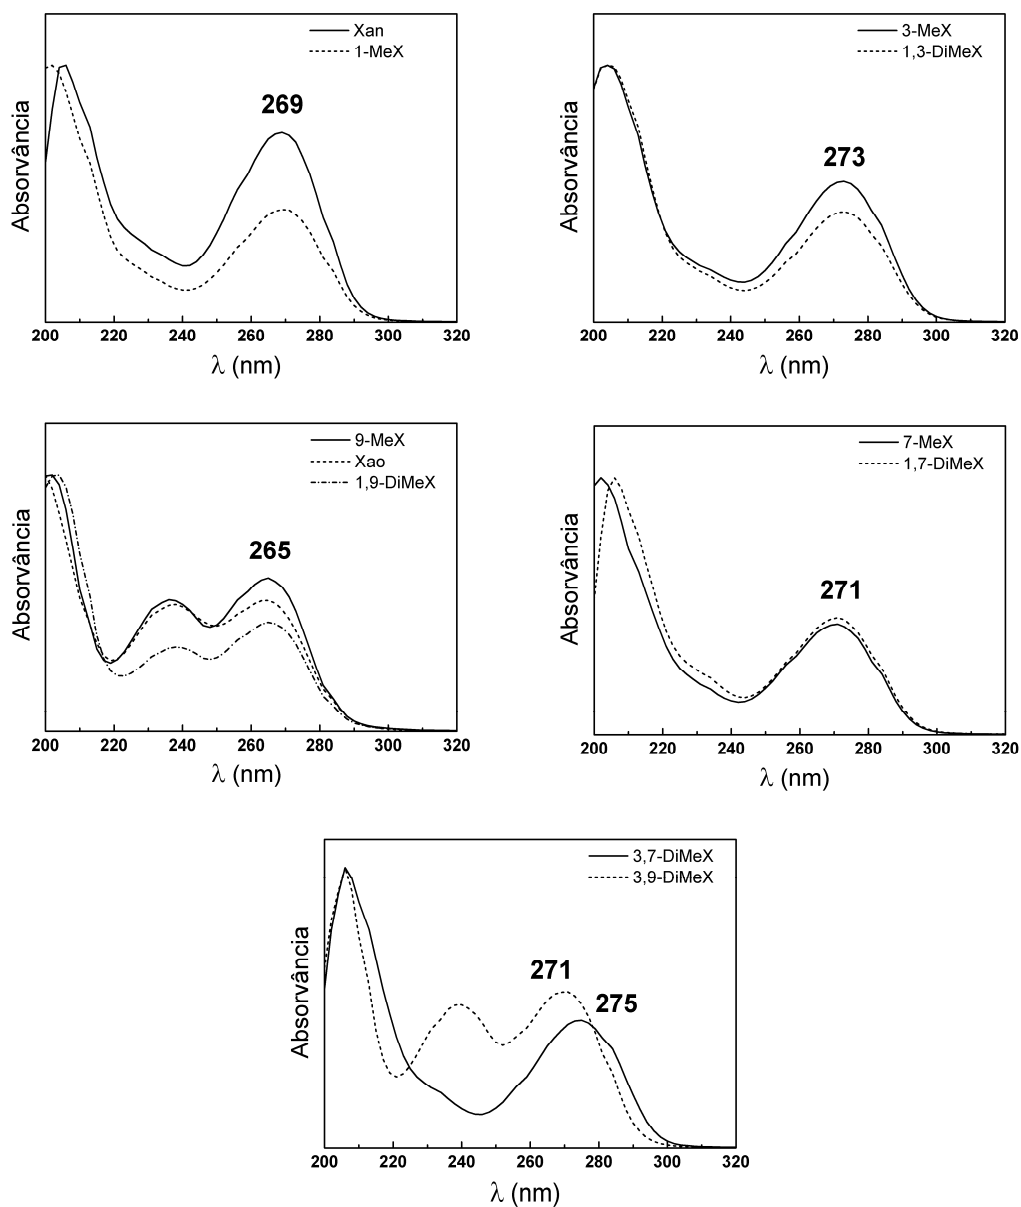 Xan
1-MeX
269
Absorvância
200 220 240 260 280 300 320
λ (nm)
3-MeX
1,3-DiMeX
273
Absorvância
200 220 240 260 280 300 320
λ (nm)
9-MeX
Xao
1,9-DiMeX
265
Absorvância
200 220 240 260 280 300 320
λ (nm)
7-MeX
1,7-DiMeX
271
Absorvância
200 220 240 260 280 300 320
λ (nm)
3,7-DiMeX
3,9-DiMeX
271
275
Absorvância
200 220 240 260 280 300 320
λ (nm)